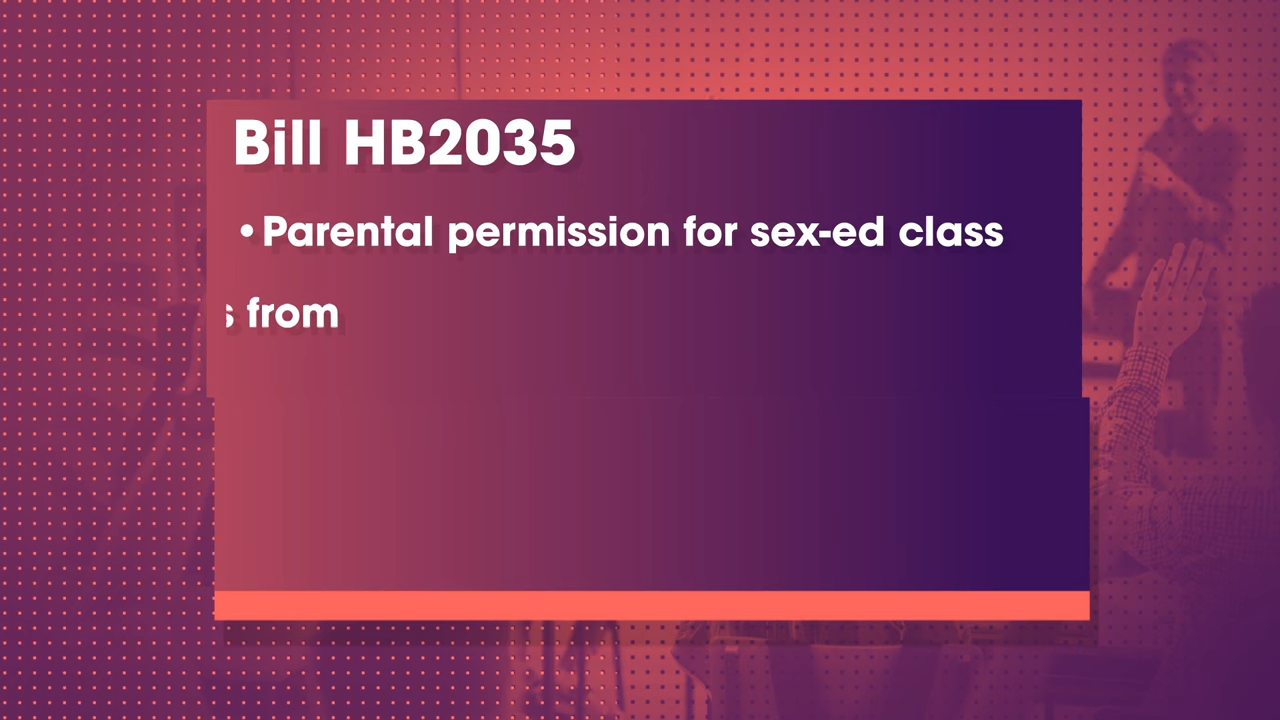 Bill HB2035
• Parental permission for sex-ed class
from